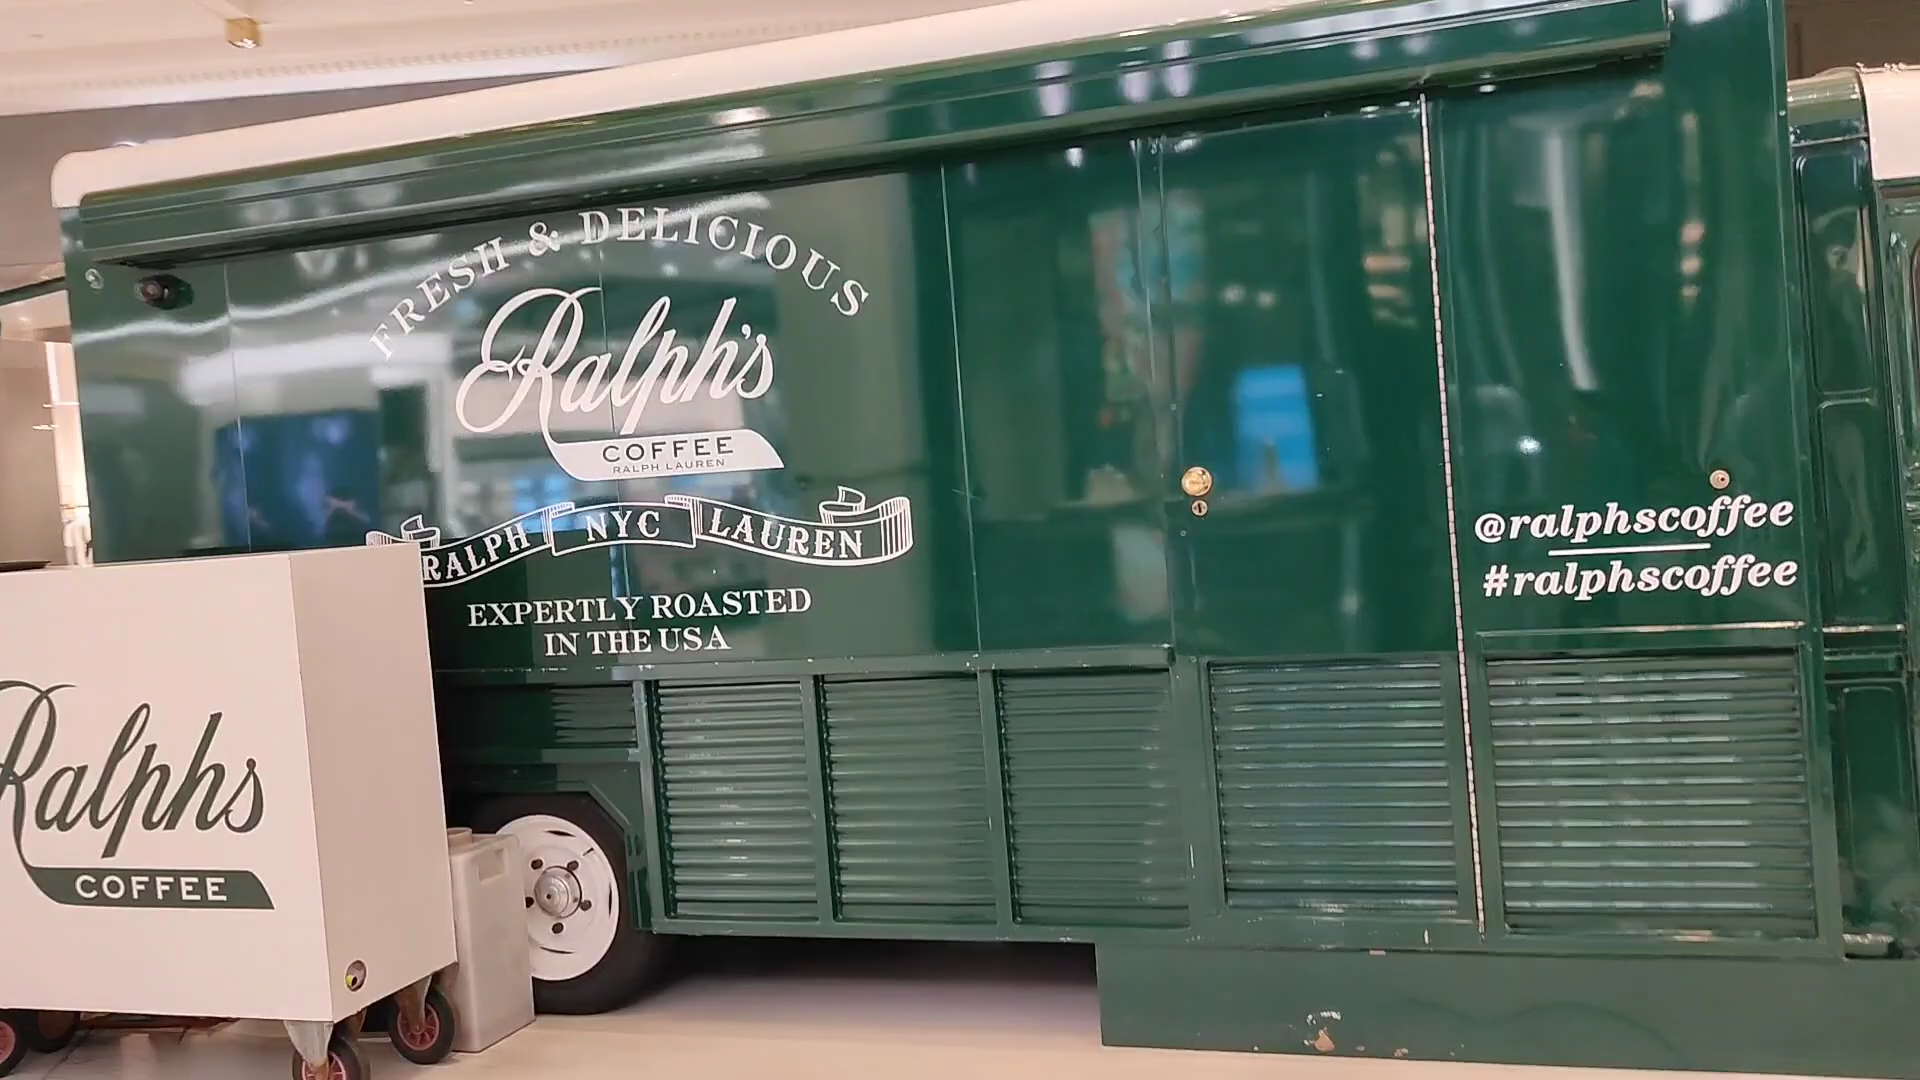 FRESH & DELICIOUS
Ralph's
COFFEE
RALPH LAUREN
RALPH NYC LAUREN
EXPERTLY ROASTED
IN THE USA
@ralphscoffee
#ralphscoffee
Ralphs
COFFEE